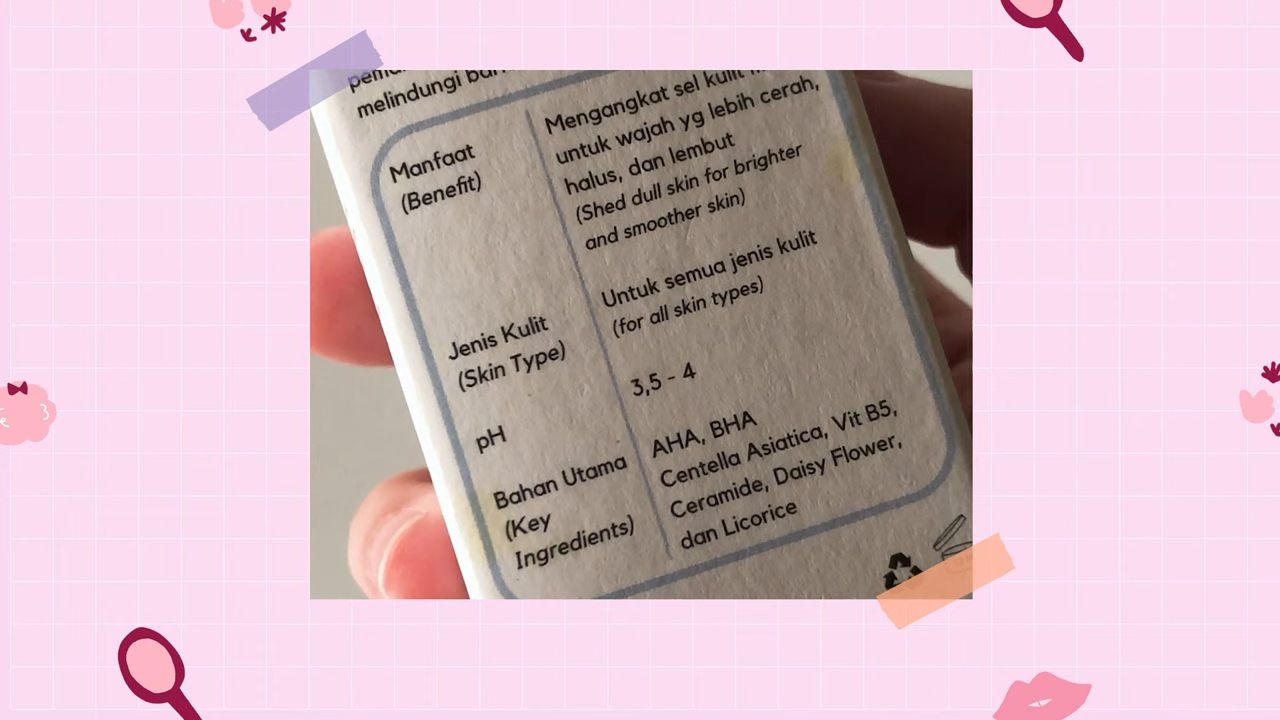 melindungi
Manfaat
(Benefit)
Mengangkat sel kulit
untuk wajah yg lebih cerah,
halus, dan lembut
(Shed dull skin for brighter
and smoother skin)
Jenis Kulit
(Skin Type)
Untuk semua jenis kulit
(for all skin types)
pH
3,5 - 4
Bahan Utama
(Key
Ingredients)
AHA, BHA
Centella Asiatica, Vit B5,
Ceramide, Daisy Flower,
dan Licorice